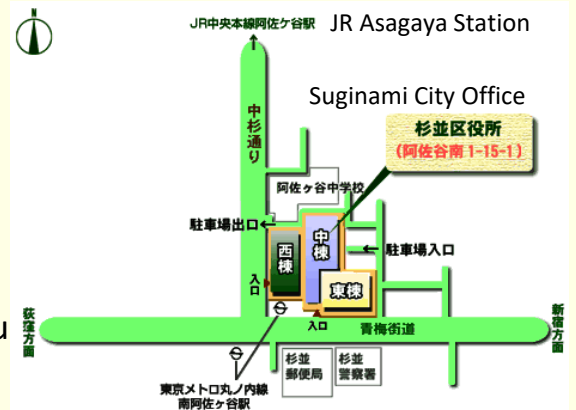 N
JR中央本線阿佐ケ谷駅
JR Asagaya Station
Suginami City Office
中杉通り
杉並区役所
(阿佐谷南1-15-1)
阿佐ヶ谷中学校
駐車場出口
西棟
中棟
駐車場入口
東棟
入口
入口
u
荻窪方面
青梅街道
新宿方面
杉並
郵便局
杉並
警察署
東京メトロ丸ノ内線
南阿佐ケ谷駅